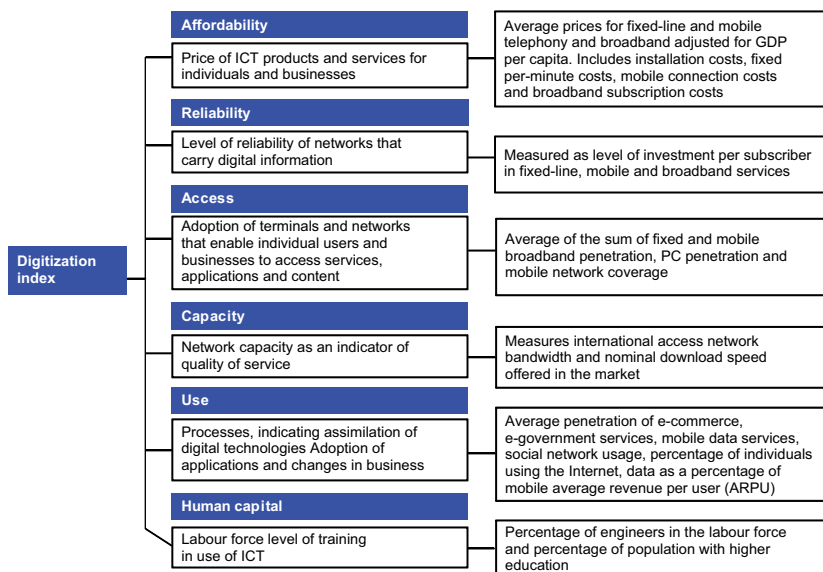 Digitization
index
Affordability
Price of ICT products and services for
individuals and businesses
Average prices for fixed-line and mobile
telephony and broadband adjusted for GDP
per capita. Includes installation costs, fixed
per-minute costs, mobile connection costs
and broadband subscription costs
Reliability
Level of reliability of networks that
carry digital information
Measured as level of investment per subscriber
in fixed-line, mobile and broadband services
Access
Adoption of terminals and networks
that enable individual users and
businesses to access services,
applications and content
Average of the sum of fixed and mobile
broadband penetration, PC penetration and
mobile network coverage
Capacity
Network capacity as an indicator of
quality of service
Measures international access network
bandwidth and nominal download speed
offered in the market
Use
Processes, indicating assimilation of
digital technologies Adoption of
applications and changes in business
Average penetration of e-commerce,
e-government services, mobile data services,
social network usage, percentage of individuals
using the Internet, data as a percentage of
mobile average revenue per user (ARPU)
Human capital
Labour force level of training
in use of ICT
Percentage of engineers in the labour force
and percentage of population with higher
education